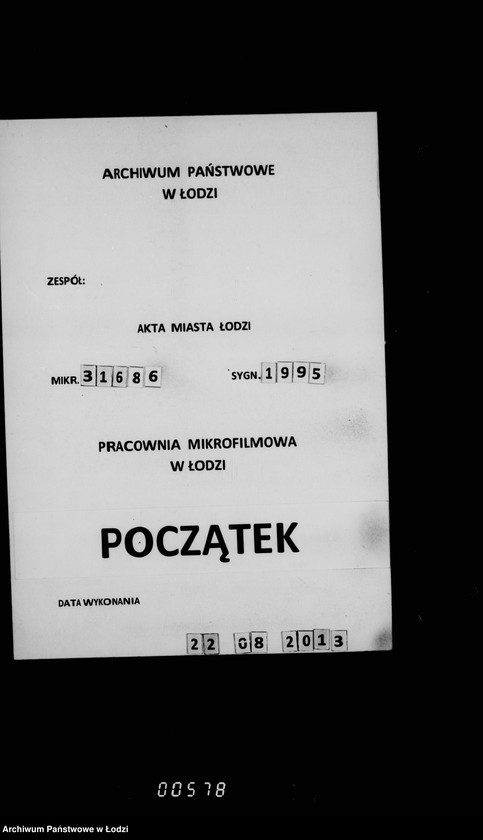 ARCHIWUM PAŃSTWOWE
W ŁODZI
ZESPÓŁ:
AKTA MIASTA ŁODZI
MIKR. 31686 SYGN. 1995
PRACOWNIA MIKROFILMOWA
W ŁODZI
POCZĄTEK
DATA WYKONANIA
22 08 2013
00578
Archiwum Państwowe w Łodzi